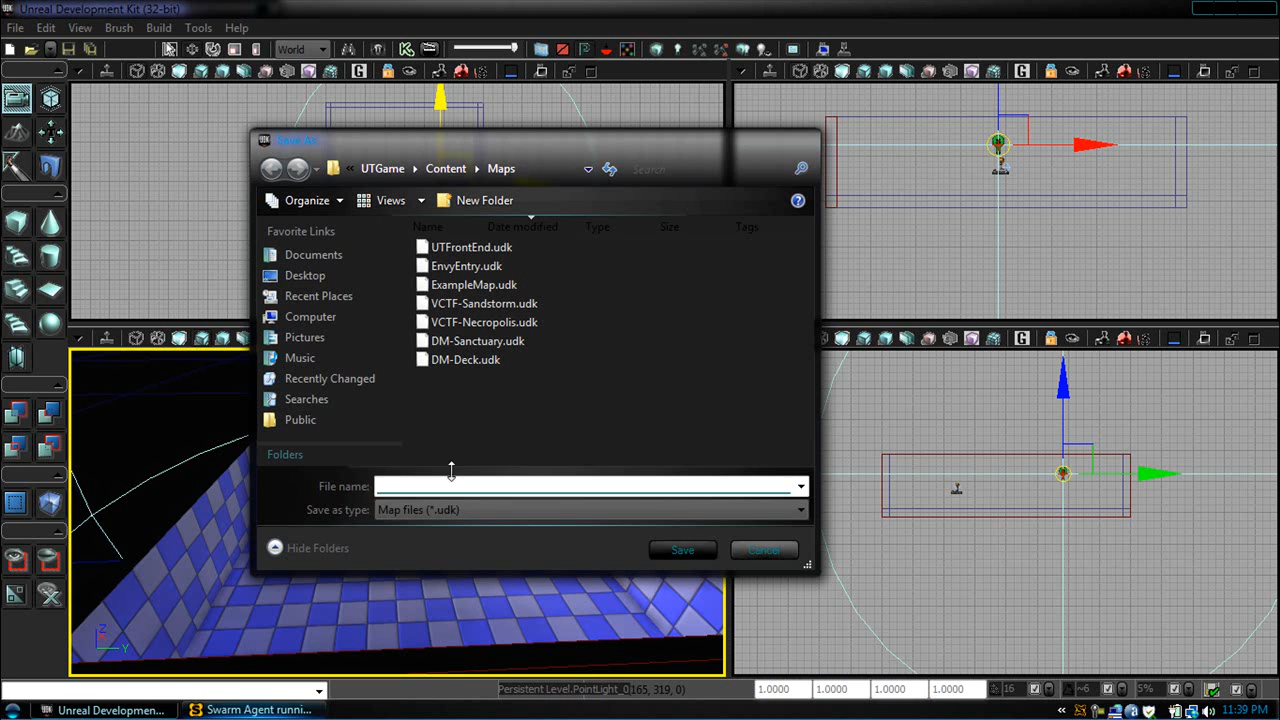 Unreal Development Kit (32-bit)
File Edit View Brush Build Tools Help
World
G G
Save As
UTGame Content Maps Search
Organize Views New Folder
Favorite Links
Documents
Desktop
Recent Places
Computer
Pictures
Music
Recently Changed
Searches
Public
Folders
Name Date modified Type Size Tags
UTFrontEnd.udk
EnvyEntry.udk
ExampleMap.udk
VCTF-Sandstorm.udk
VCTF-Necropolis.udk
DM-Sanctuary.udk
DM-Deck.udk
G
File name:
Save as type: Map files (*.udk)
Hide Folders Save Cancel
Z
X
Y
Persistent Level.PointLight_0 165, 319, 0) 1.0000 1.0000 1.0000 1.0000 16 ~6 5%
Unreal Developmen... Swarm Agent runni... 11:39 PM